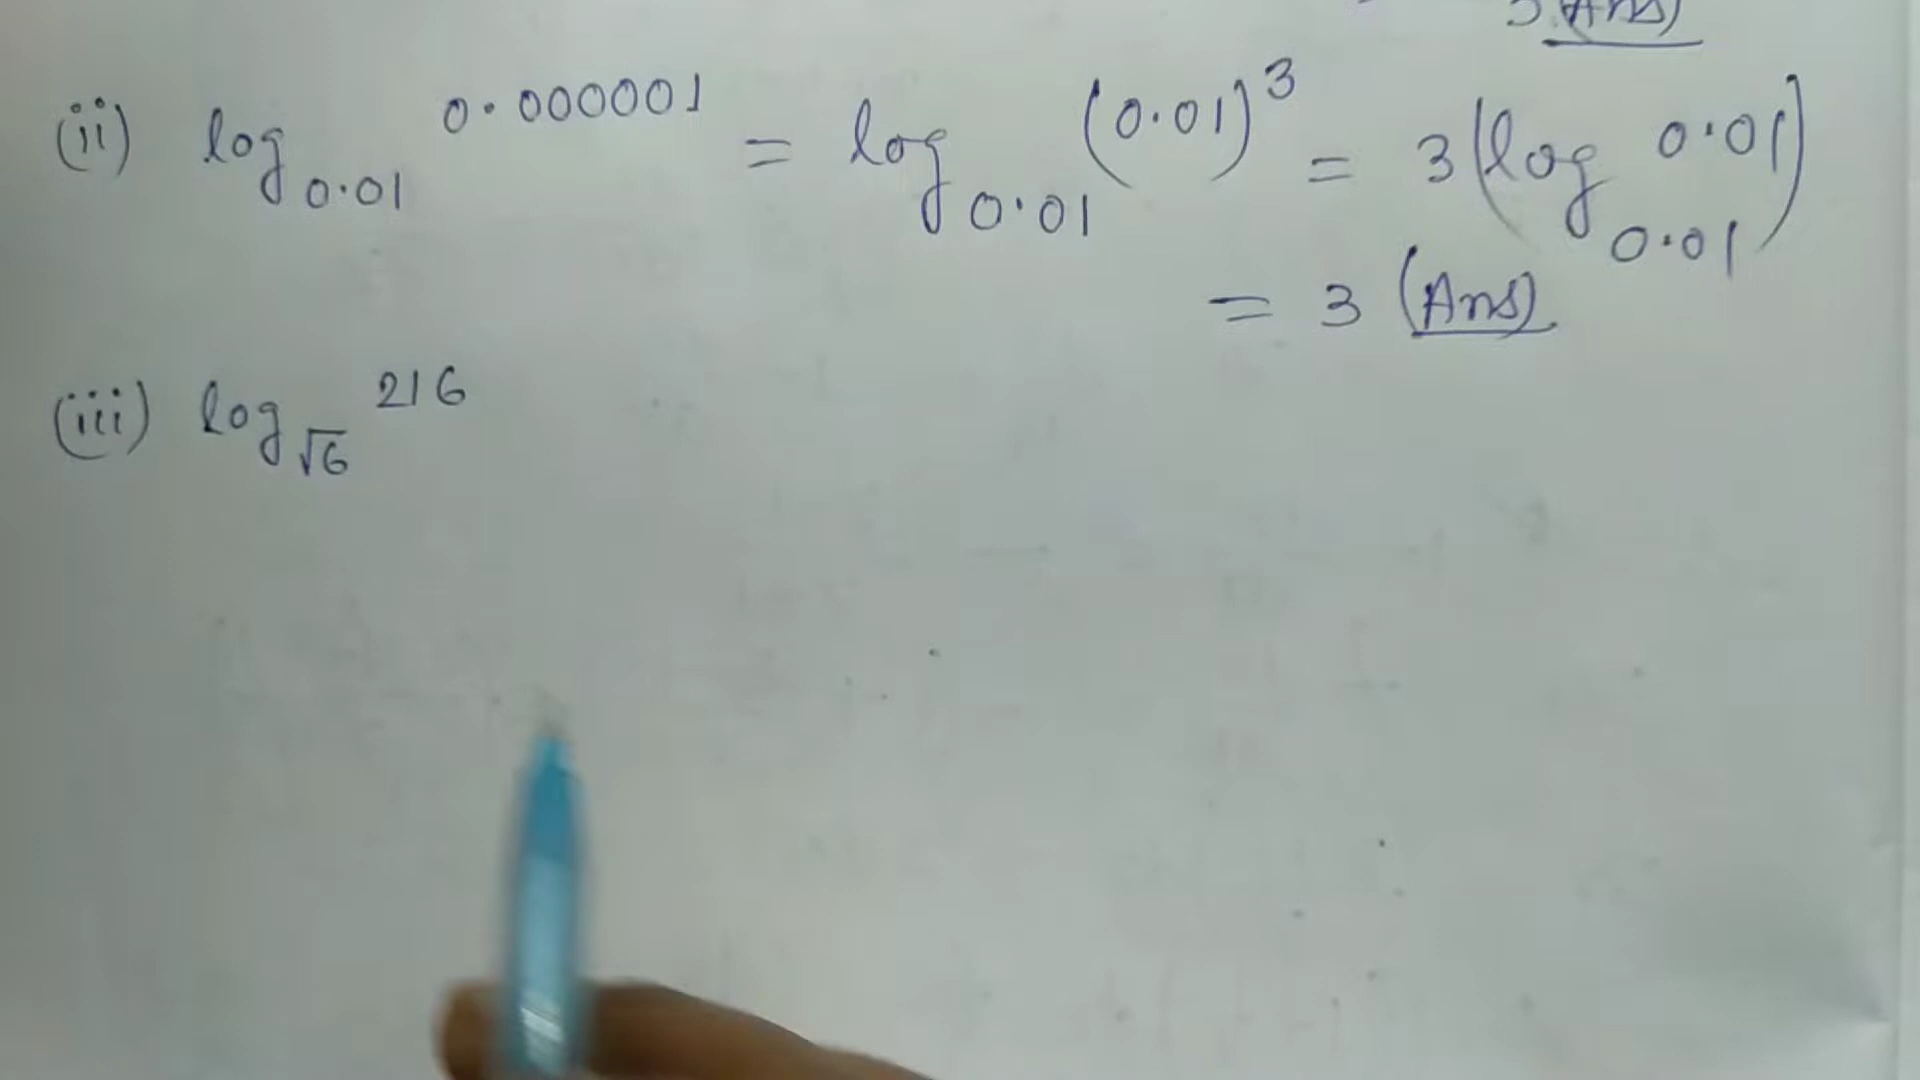 3 (Ans)
(ii) log₀.₀₁ 0.000001 = log₀.₀₁ (0.01)³ = 3(log₀.₀₁ 0.01)
= 3 (Ans)
(iii) log√6 216